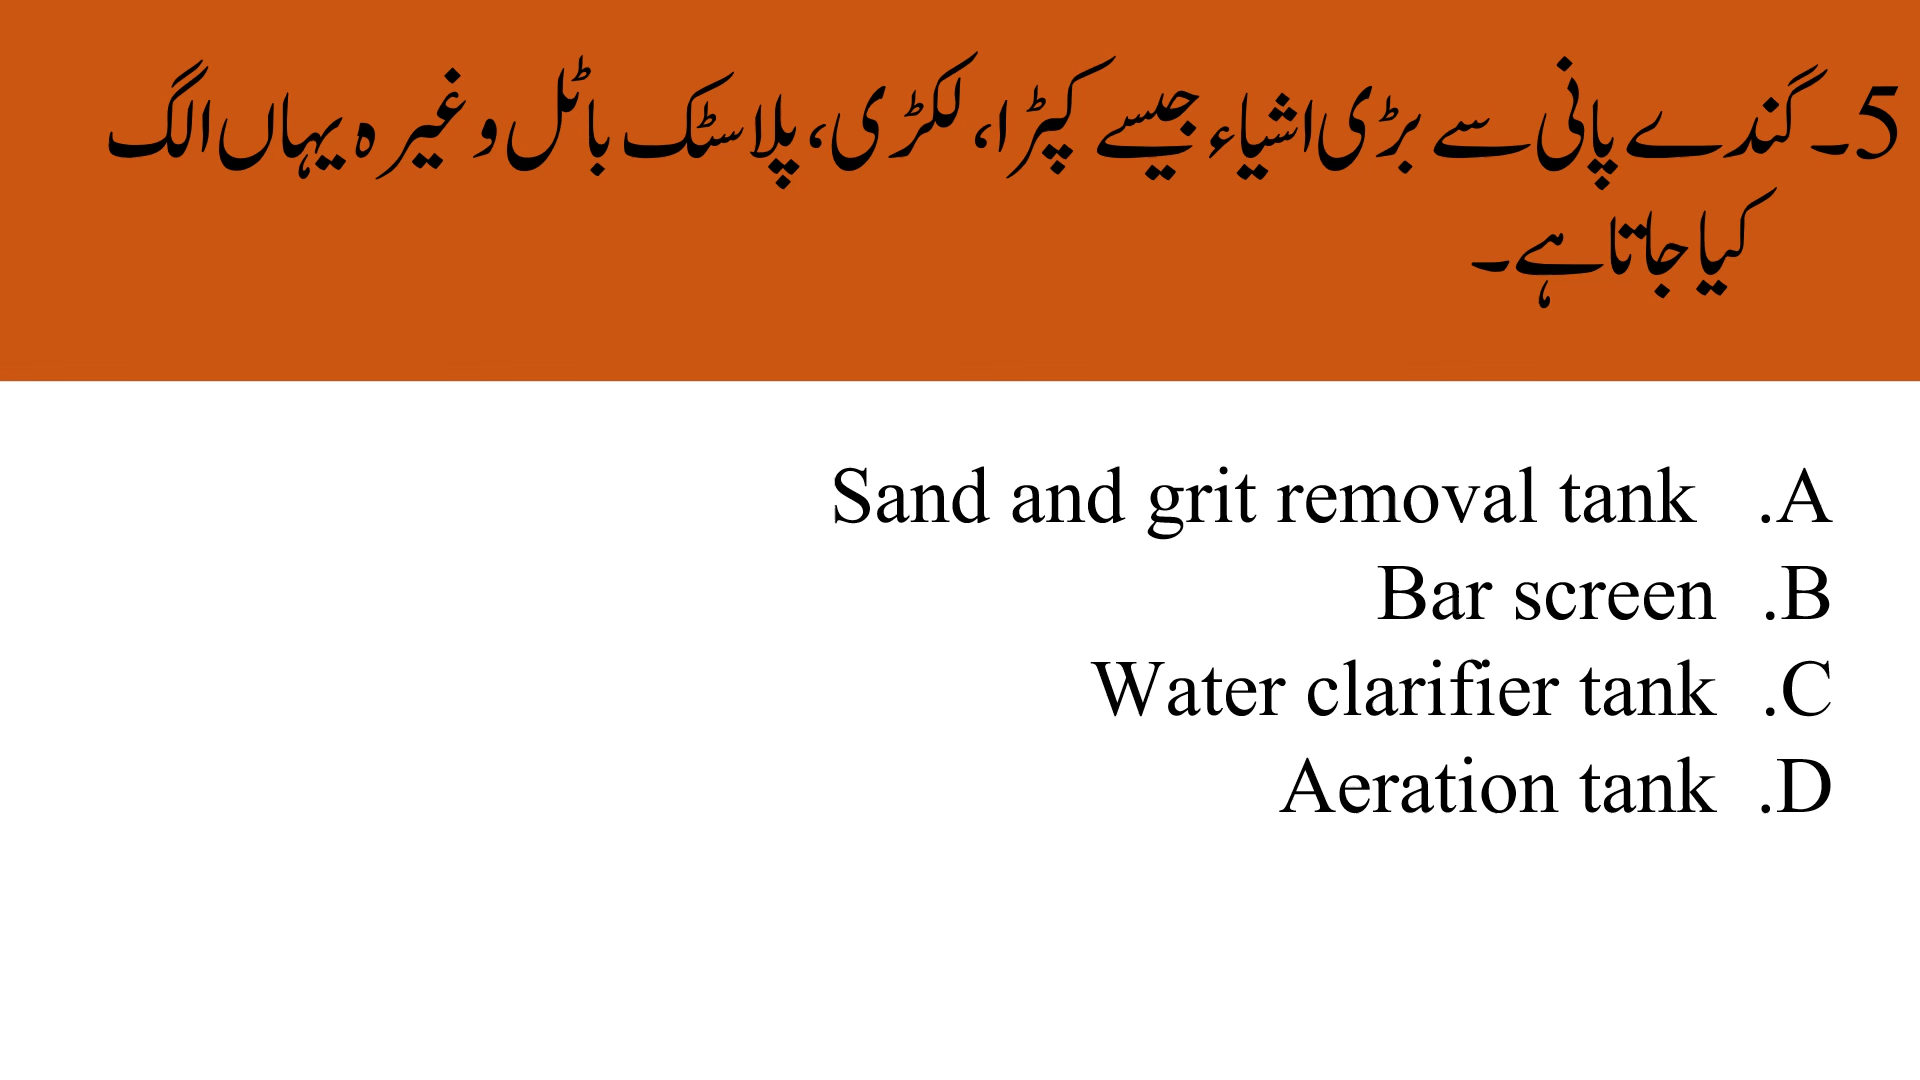 5۔ گندے پانی سے بڑی اشیاء جیسے کپڑا، لکڑی، پلاسٹک باٹل وغیرہ یہاں الگ
کیا جاتا ہے۔
A. Sand and grit removal tank
B. Bar screen
C. Water clarifier tank
D. Aeration tank